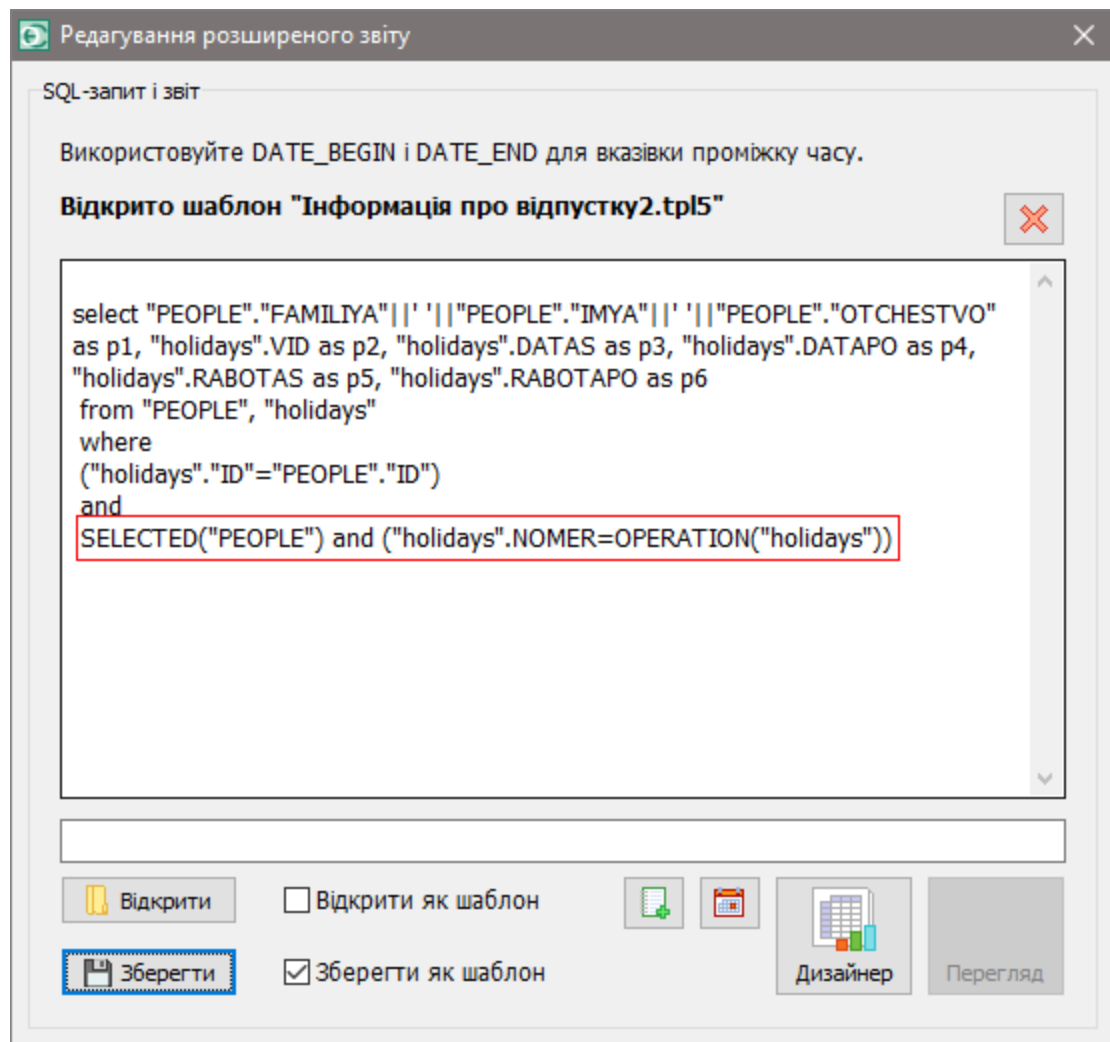 Редагування розширеного звіту
SQL-запит і звіт
Використовуйте DATE_BEGIN і DATE_END для вказівки проміжку часу.
Відкрито шаблон "Інформація про відпустку2.tpl5"
select "PEOPLE"."FAMILIYA"||' '||"PEOPLE"."IMYA"||' '||"PEOPLE"."OTCHESTVO"
as p1, "holidays".VID as p2, "holidays".DATAS as p3, "holidays".DATAPO as p4,
"holidays".RABOTAS as p5, "holidays".RABOTAPO as p6
from "PEOPLE", "holidays"
where
("holidays"."ID"="PEOPLE"."ID")
and
SELECTED("PEOPLE") and ("holidays".NOMER=OPERATION("holidays"))
Відкрити
Відкрити як шаблон
Зберегти
Зберегти як шаблон
Дизайнер
Перегляд